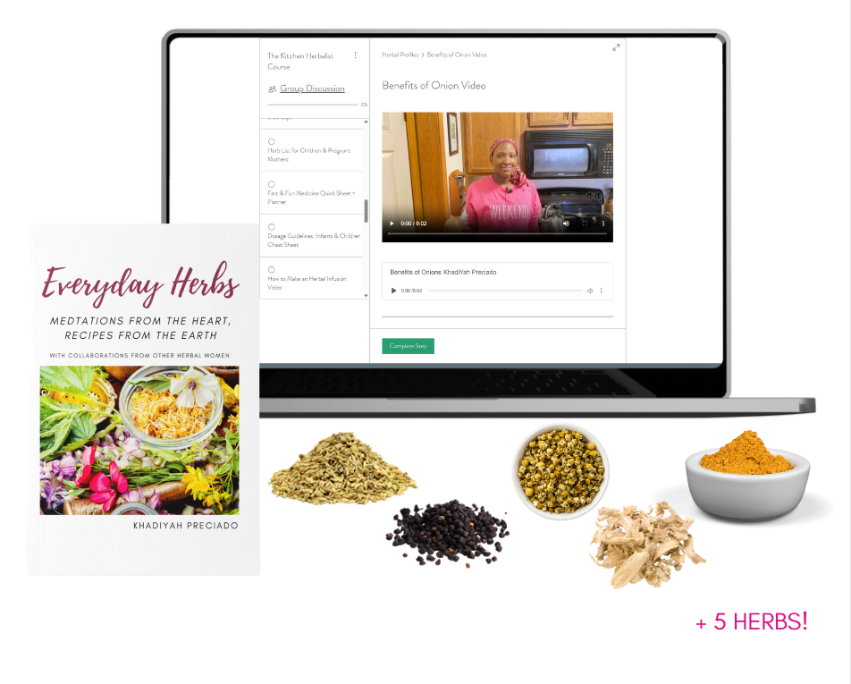 The Kitchen Herbalist
Course
Group Discussion
0%
Herb List for Children & Pregnant
Mothers
Fast & Fun Medicine Quick Sheet +
Planner
Dosage Guidelines: Infants & Children
Cheat Sheet
How to Make an Herbal Infusion
Video
Herbal Profiles > Benefits of Onion Video
Benefits of Onion Video
WEEKEND
0:00 / 8:02
Benefits of Onions KhadiYah Preciado
0:00 /8:02
Complete Step
Everyday Herbs
MEDTATIONS FROM THE HEART,
RECIPES FROM THE EARTH
WITH COLLABORATIONS FROM OTHER HERBAL WOMEN
KHADIYAH PRECIADO
+ 5 HERBS!